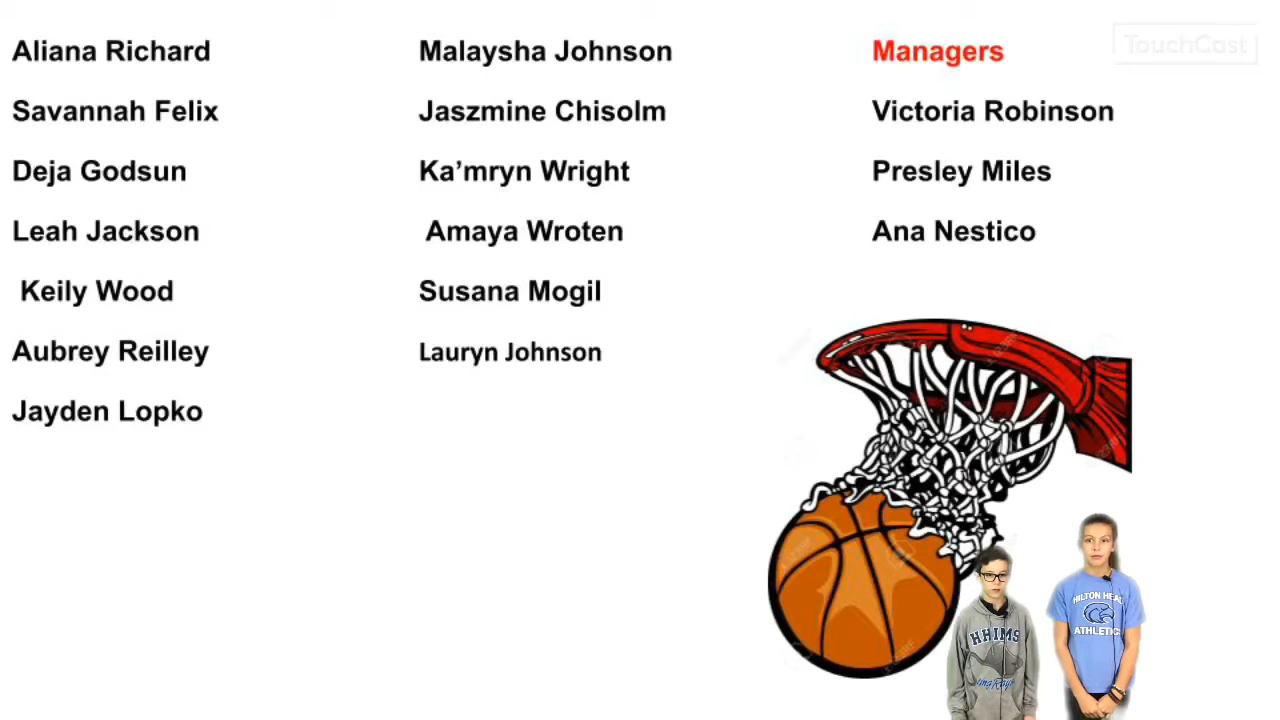 Aliana Richard
Savannah Felix
Deja Godsun
Leah Jackson
Keily Wood
Aubrey Reilley
Jayden Lopko
Malaysha Johnson
Jaszmine Chisolm
Ka’mryn Wright
Amaya Wroten
Susana Mogil
Lauryn Johnson
Managers
Victoria Robinson
Presley Miles
Ana Nestico
TouchCast
HHIMS
HILTON HEAD
ATHLETICS